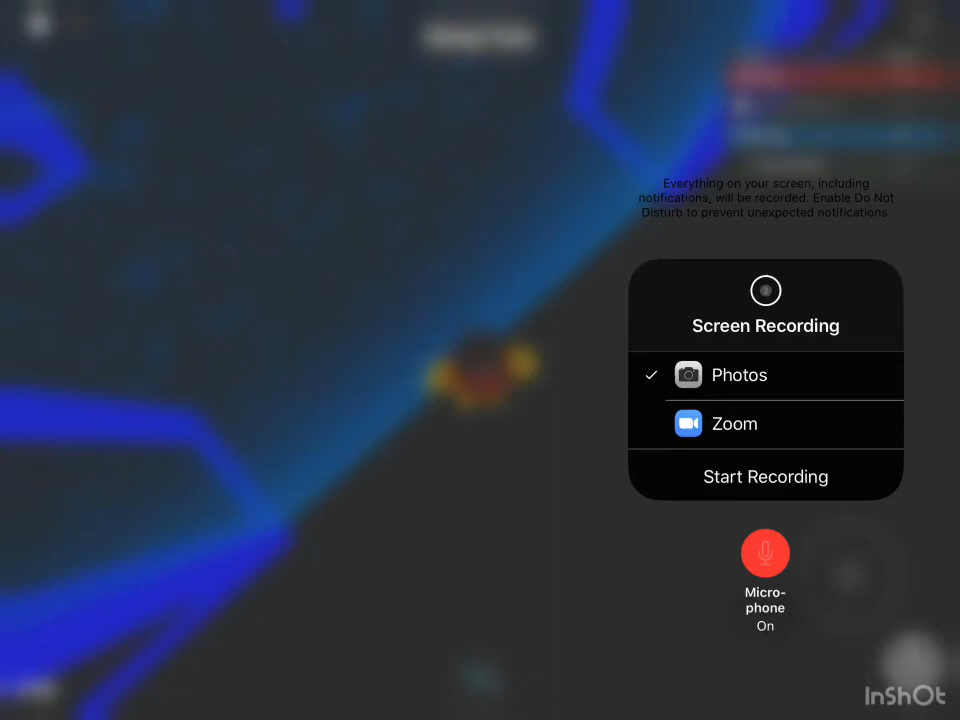 Everything on your screen, including
notifications, will be recorded. Enable Do Not
Disturb to prevent unexpected notifications
Screen Recording
Photos
Zoom
Start Recording
Micro-
phone
On
InShOt